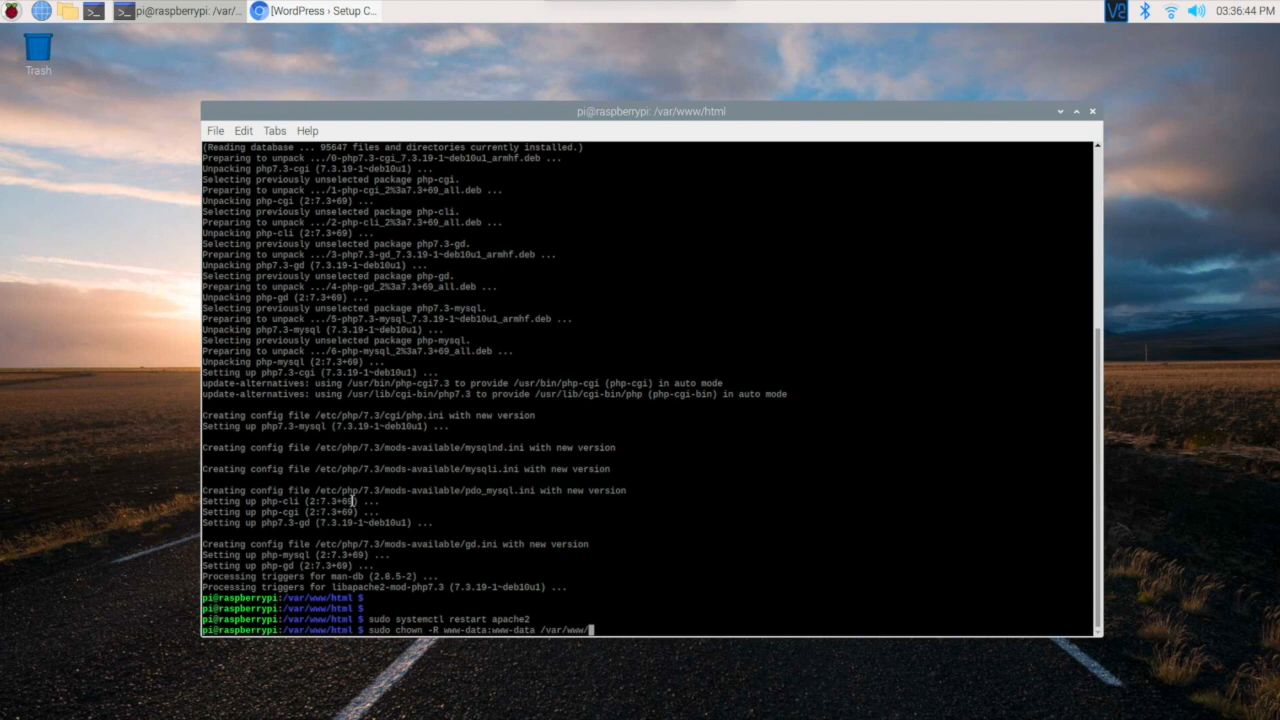 pi@raspberrypi: /var/...
[WordPress › Setup C...
03:36:44 PM
Trash
pi@raspberrypi: /var/www/html
File Edit Tabs Help
(Reading database ... 95647 files and directories currently installed.)
Preparing to unpack .../0-php7.3-cgi_7.3.19-1~deb10u1_armhf.deb ...
Unpacking php7.3-cgi (7.3.19-1~deb10u1) ...
Selecting previously unselected package php-cgi.
Preparing to unpack .../1-php-cgi_2%3a7.3+69_all.deb ...
Unpacking php-cgi (2:7.3+69) ...
Selecting previously unselected package php-cli.
Preparing to unpack .../2-php-cli_2%3a7.3+69_all.deb ...
Unpacking php-cli (2:7.3+69) ...
Selecting previously unselected package php7.3-gd.
Preparing to unpack .../3-php7.3-gd_7.3.19-1~deb10u1_armhf.deb ...
Unpacking php7.3-gd (7.3.19-1~deb10u1) ...
Selecting previously unselected package php-gd.
Preparing to unpack .../4-php-gd_2%3a7.3+69_all.deb ...
Unpacking php-gd (2:7.3+69) ...
Selecting previously unselected package php7.3-mysql.
Preparing to unpack .../5-php7.3-mysql_7.3.19-1~deb10u1_armhf.deb ...
Unpacking php7.3-mysql (7.3.19-1~deb10u1) ...
Selecting previously unselected package php-mysql.
Preparing to unpack .../6-php-mysql_2%3a7.3+69_all.deb ...
Unpacking php-mysql (2:7.3+69) ...
Setting up php7.3-cgi (7.3.19-1~deb10u1) ...
update-alternatives: using /usr/bin/php-cgi7.3 to provide /usr/bin/php-cgi (php-cgi) in auto mode
update-alternatives: using /usr/lib/cgi-bin/php7.3 to provide /usr/lib/cgi-bin/php (php-cgi-bin) in auto mode
Creating config file /etc/php/7.3/cgi/php.ini with new version
Setting up php7.3-mysql (7.3.19-1~deb10u1) ...
Creating config file /etc/php/7.3/mods-available/mysqlnd.ini with new version
Creating config file /etc/php/7.3/mods-available/mysqli.ini with new version
Creating config file /etc/php/7.3/mods-available/pdo_mysql.ini with new version
Setting up php-cli (2:7.3+69) ...
Setting up php-cgi (2:7.3+69) ...
Setting up php7.3-gd (7.3.19-1~deb10u1) ...
Creating config file /etc/php/7.3/mods-available/gd.ini with new version
Setting up php-mysql (2:7.3+69) ...
Setting up php-gd (2:7.3+69) ...
Processing triggers for man-db (2.8.5-2) ...
Processing triggers for libapache2-mod-php7.3 (7.3.19-1~deb10u1) ...
pi@raspberrypi:/var/www/html $
pi@raspberrypi:/var/www/html $
pi@raspberrypi:/var/www/html $ sudo systemctl restart apache2
pi@raspberrypi:/var/www/html $ sudo chown -R www-data:www-data /var/www/